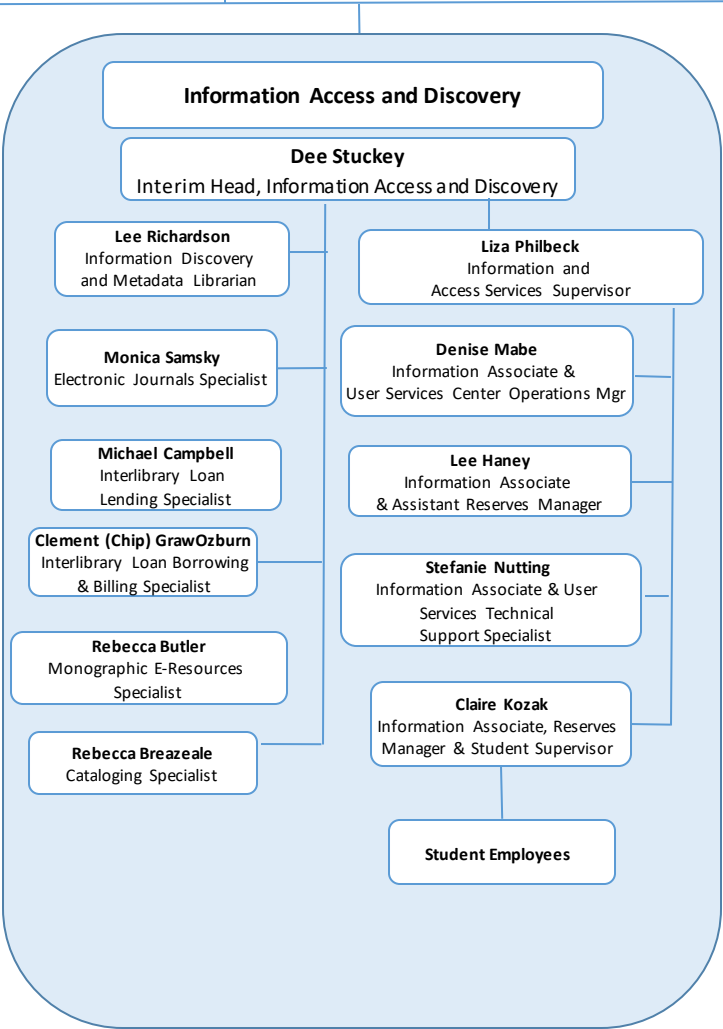 Information Access and Discovery
Dee Stuckey
Interim Head, Information Access and Discovery
Lee Richardson
Information Discovery
and Metadata Librarian
Monica Samsky
Electronic Journals Specialist
Michael Campbell
Interlibrary Loan
Lending Specialist
Clement (Chip) GrawOzburn
Interlibrary Loan Borrowing
& Billing Specialist
Rebecca Butler
Monographic E-Resources
Specialist
Rebecca Breazeale
Cataloging Specialist
Liza Philbeck
Information and
Access Services Supervisor
Denise Mabe
Information Associate &
User Services Center Operations Mgr
Lee Haney
Information Associate
& Assistant Reserves Manager
Stefanie Nutting
Information Associate & User
Services Technical
Support Specialist
Claire Kozak
Information Associate, Reserves
Manager & Student Supervisor
Student Employees